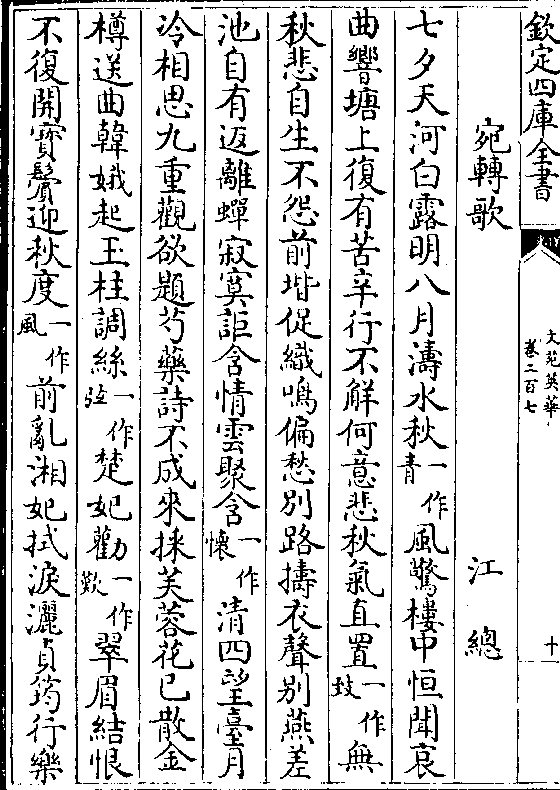 欽定四庫全書
文苑英華
卷二百七
十
宛轉歌 江總
七夕天河白露明八月濤水秋一作青風驚樓中恒聞哀
曲響塘上復有苦辛行不解何意悲秋氣直置一作無
秋悲自生不怨前堦促織鳴偏愁別路擣衣聲別燕差
池自有返離蟬寂寞詎含情雲聚含一作懷清四望臺月
冷相思九重觀欲題芍藥詩不成來採芙蓉花已散金
樽送曲韓娥起玉柱調絲一作弦楚妃勸一作歎翠眉結恨
不復開寶鬢迎秋度一作風前亂湘妃拭淚灑貞筠行樂